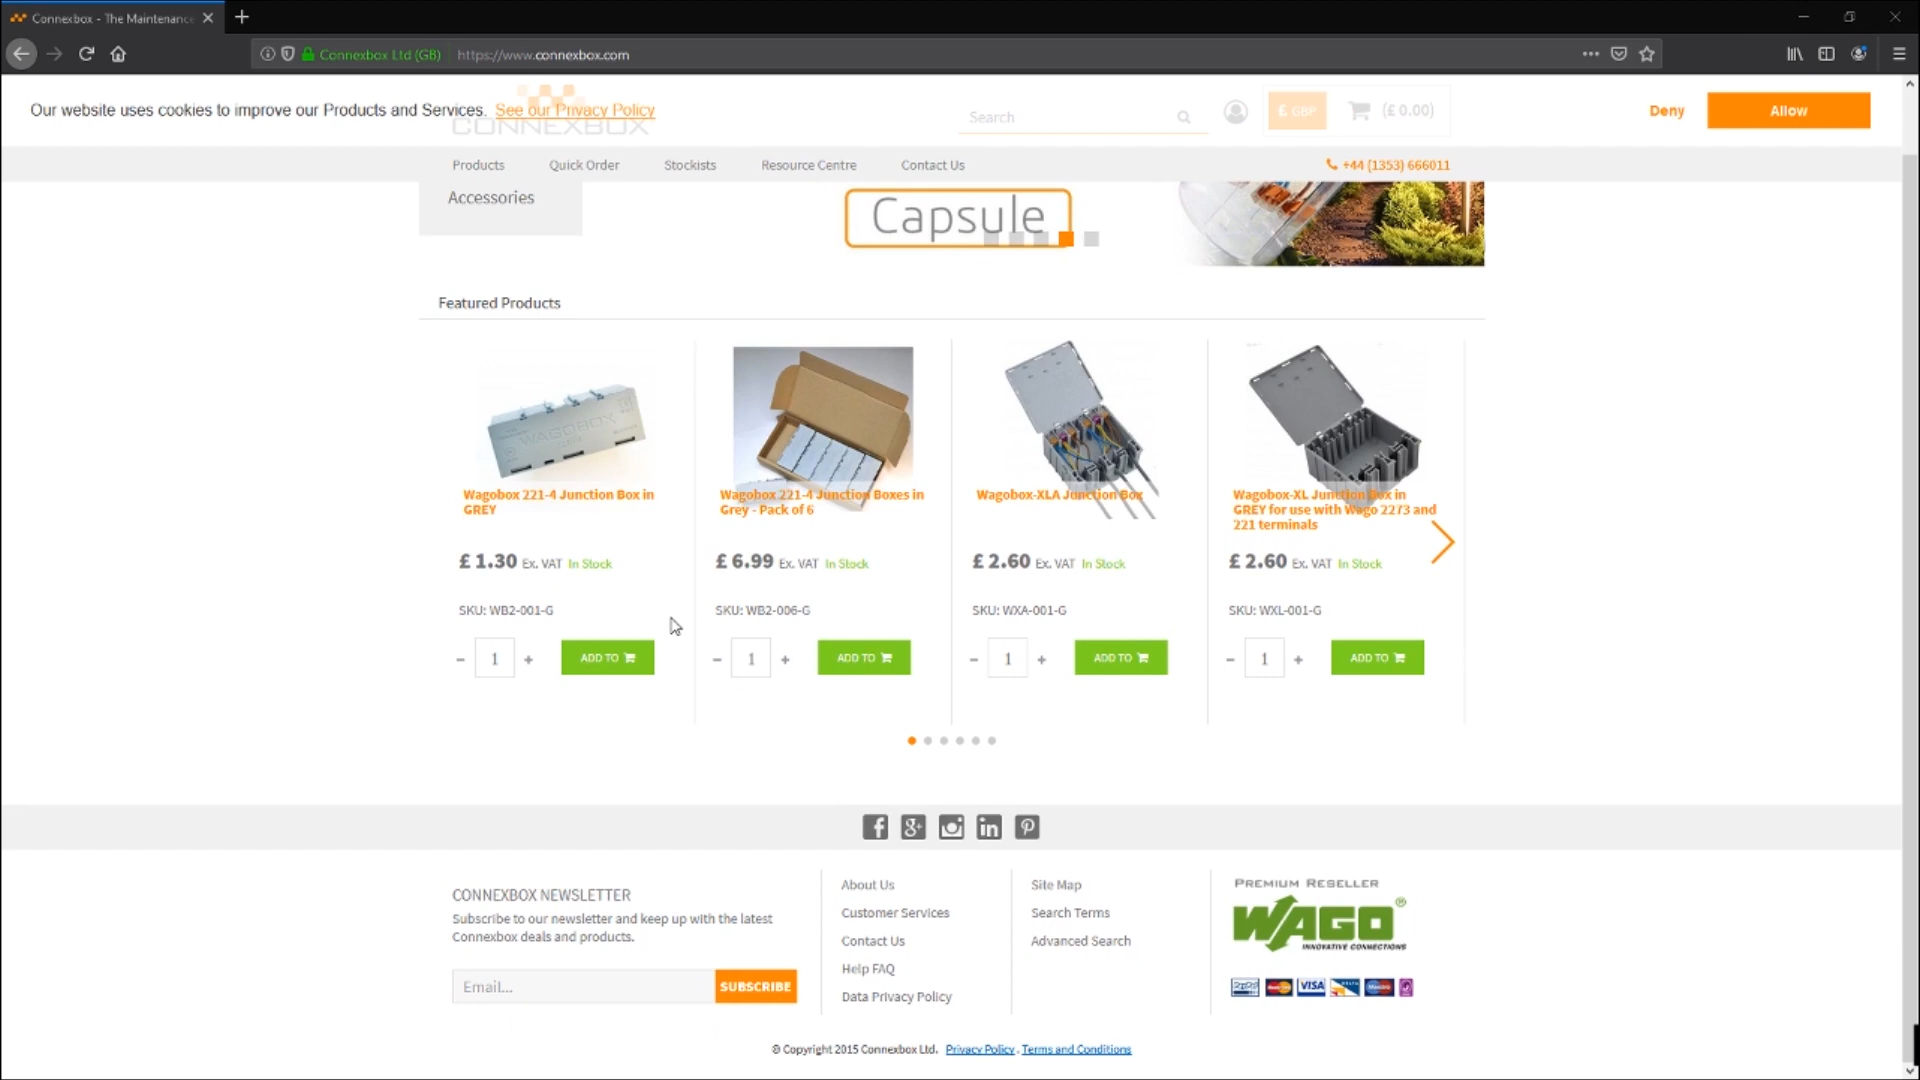 Connexbox - The Maintenance
Connexbox Ltd (GB) https://www.connexbox.com
Our website uses cookies to improve our Products and Services. See our Privacy Policy
Deny
Allow
CONNEXBOX
Search
£ GBP
(£ 0.00)
Products
Quick Order
Stockists
Resource Centre
Contact Us
+44 (1353) 666011
Accessories
Capsule
Featured Products
Wagobox 221-4 Junction Box in
GREY
£ 1.30 Ex. VAT In Stock
SKU: WB2-001-G
- 1 + ADD TO
Wagobox 221-4 Junction Boxes in
Grey - Pack of 6
£ 6.99 Ex. VAT In Stock
SKU: WB2-006-G
- 1 + ADD TO
Wagobox-XLA Junction Box
£ 2.60 Ex. VAT In Stock
SKU: WXA-001-G
- 1 + ADD TO
Wagobox-XL Junction Box in
GREY for use with Wago 2273 and
221 terminals
£ 2.60 Ex. VAT In Stock
SKU: WXL-001-G
- 1 + ADD TO
CONNEXBOX NEWSLETTER
Subscribe to our newsletter and keep up with the latest
Connexbox deals and products.
Email...
SUBSCRIBE
About Us
Customer Services
Contact Us
Help FAQ
Data Privacy Policy
Site Map
Search Terms
Advanced Search
PREMIUM RESELLER
WAGO®
INNOVATIVE CONNECTIONS
VISA
© Copyright 2015 Connexbox Ltd. Privacy Policy . Terms and Conditions